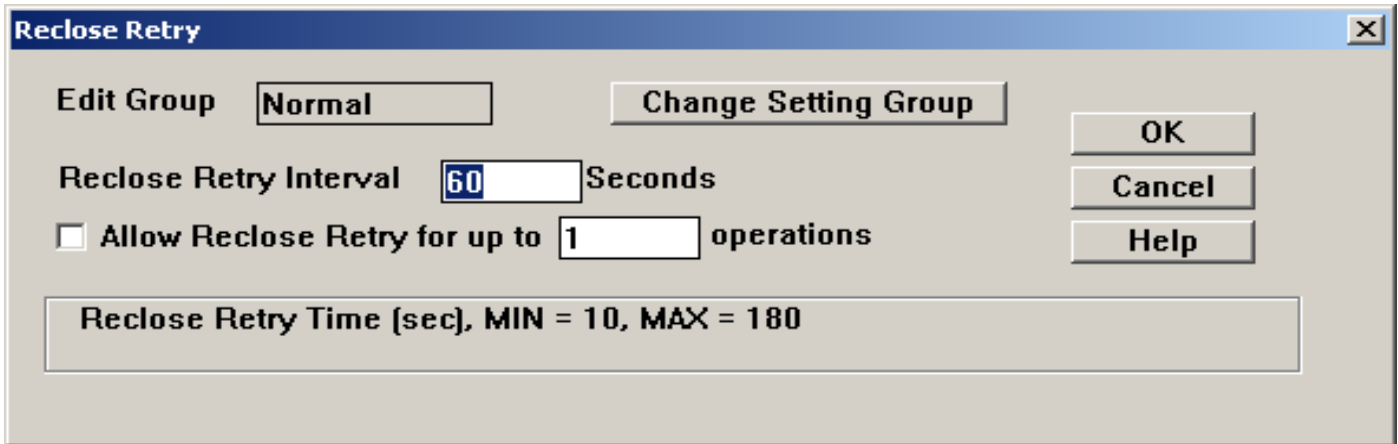 Reclose Retry
Edit Group Normal Change Setting Group
OK
Reclose Retry Interval 60 Seconds
Cancel
Allow Reclose Retry for up to 1 operations
Help
Reclose Retry Time (sec), MIN = 10, MAX = 180